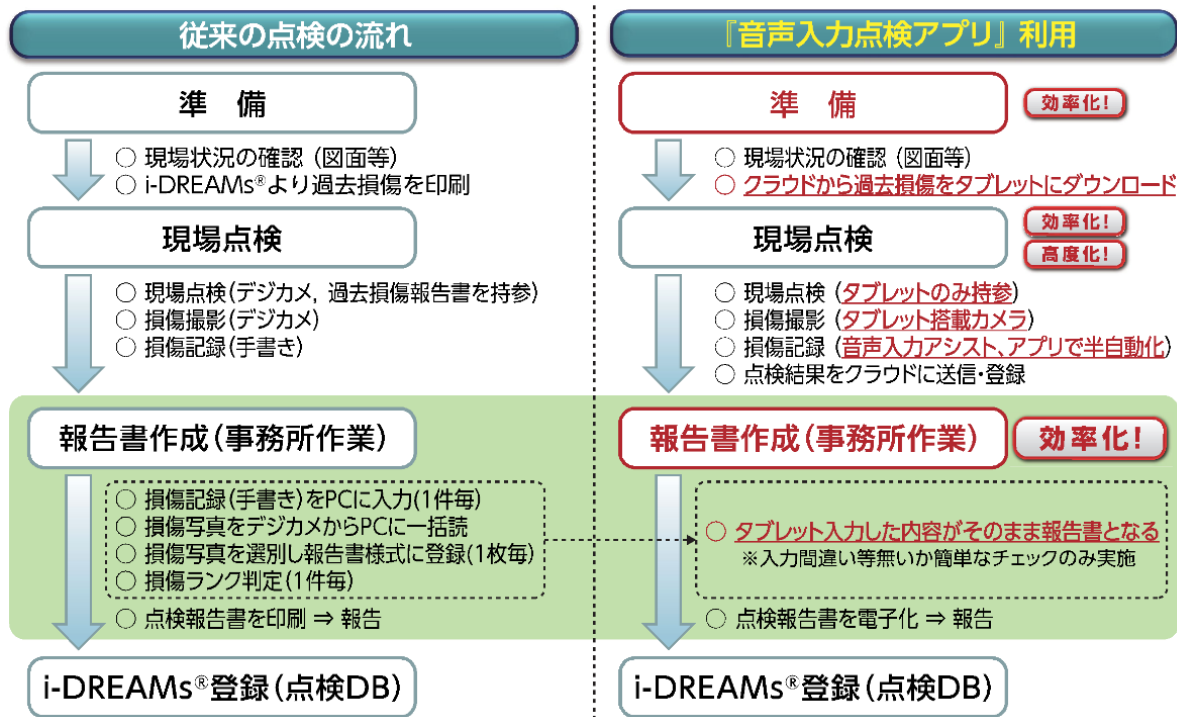 従来の点検の流れ
準　備
○ 現場状況の確認（図面等）
○ i-DREAMs®より過去損傷を印刷
現場点検
○ 現場点検（デジカメ，過去損傷報告書を持参）
○ 損傷撮影（デジカメ）
○ 損傷記録（手書き）
報告書作成（事務所作業）
○ 損傷記録（手書き）をPCに入力（1件毎）
○ 損傷写真をデジカメからPCに一括読
○ 損傷写真を選別し報告書様式に登録（1枚毎）
○ 損傷ランク判定（1件毎）
○ 点検報告書を印刷 ⇒ 報告
i-DREAMs®登録（点検DB）
『音声入力点検アプリ』利用
準　備
効率化！
○ 現場状況の確認（図面等）
○ クラウドから過去損傷をタブレットにダウンロード
現場点検
効率化！
高度化！
○ 現場点検（タブレットのみ持参）
○ 損傷撮影（タブレット搭載カメラ）
○ 損傷記録（音声入力アシスト、アプリで半自動化）
○ 点検結果をクラウドに送信・登録
報告書作成（事務所作業）
効率化！
○ タブレット入力した内容がそのまま報告書となる
※入力間違い等無いか簡単なチェックのみ実施
○ 点検報告書を電子化 ⇒ 報告
i-DREAMs®登録（点検DB）